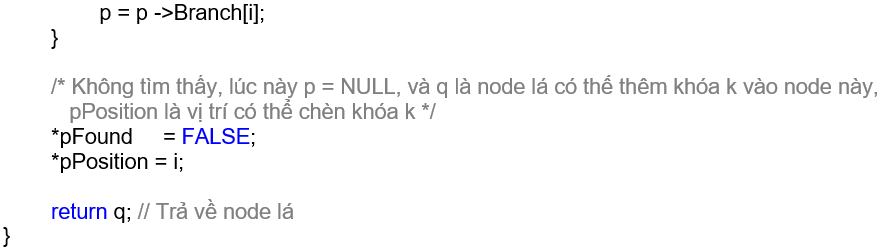 p = p ->Branch[i];
}
/* Không tìm thấy, lúc này p = NULL, và q là node lá có thể thêm khóa k vào node này,
pPosition là vị trí có thể chèn khóa k */
*pFound = FALSE;
*pPosition = i;
return q; // Trả về node lá
}